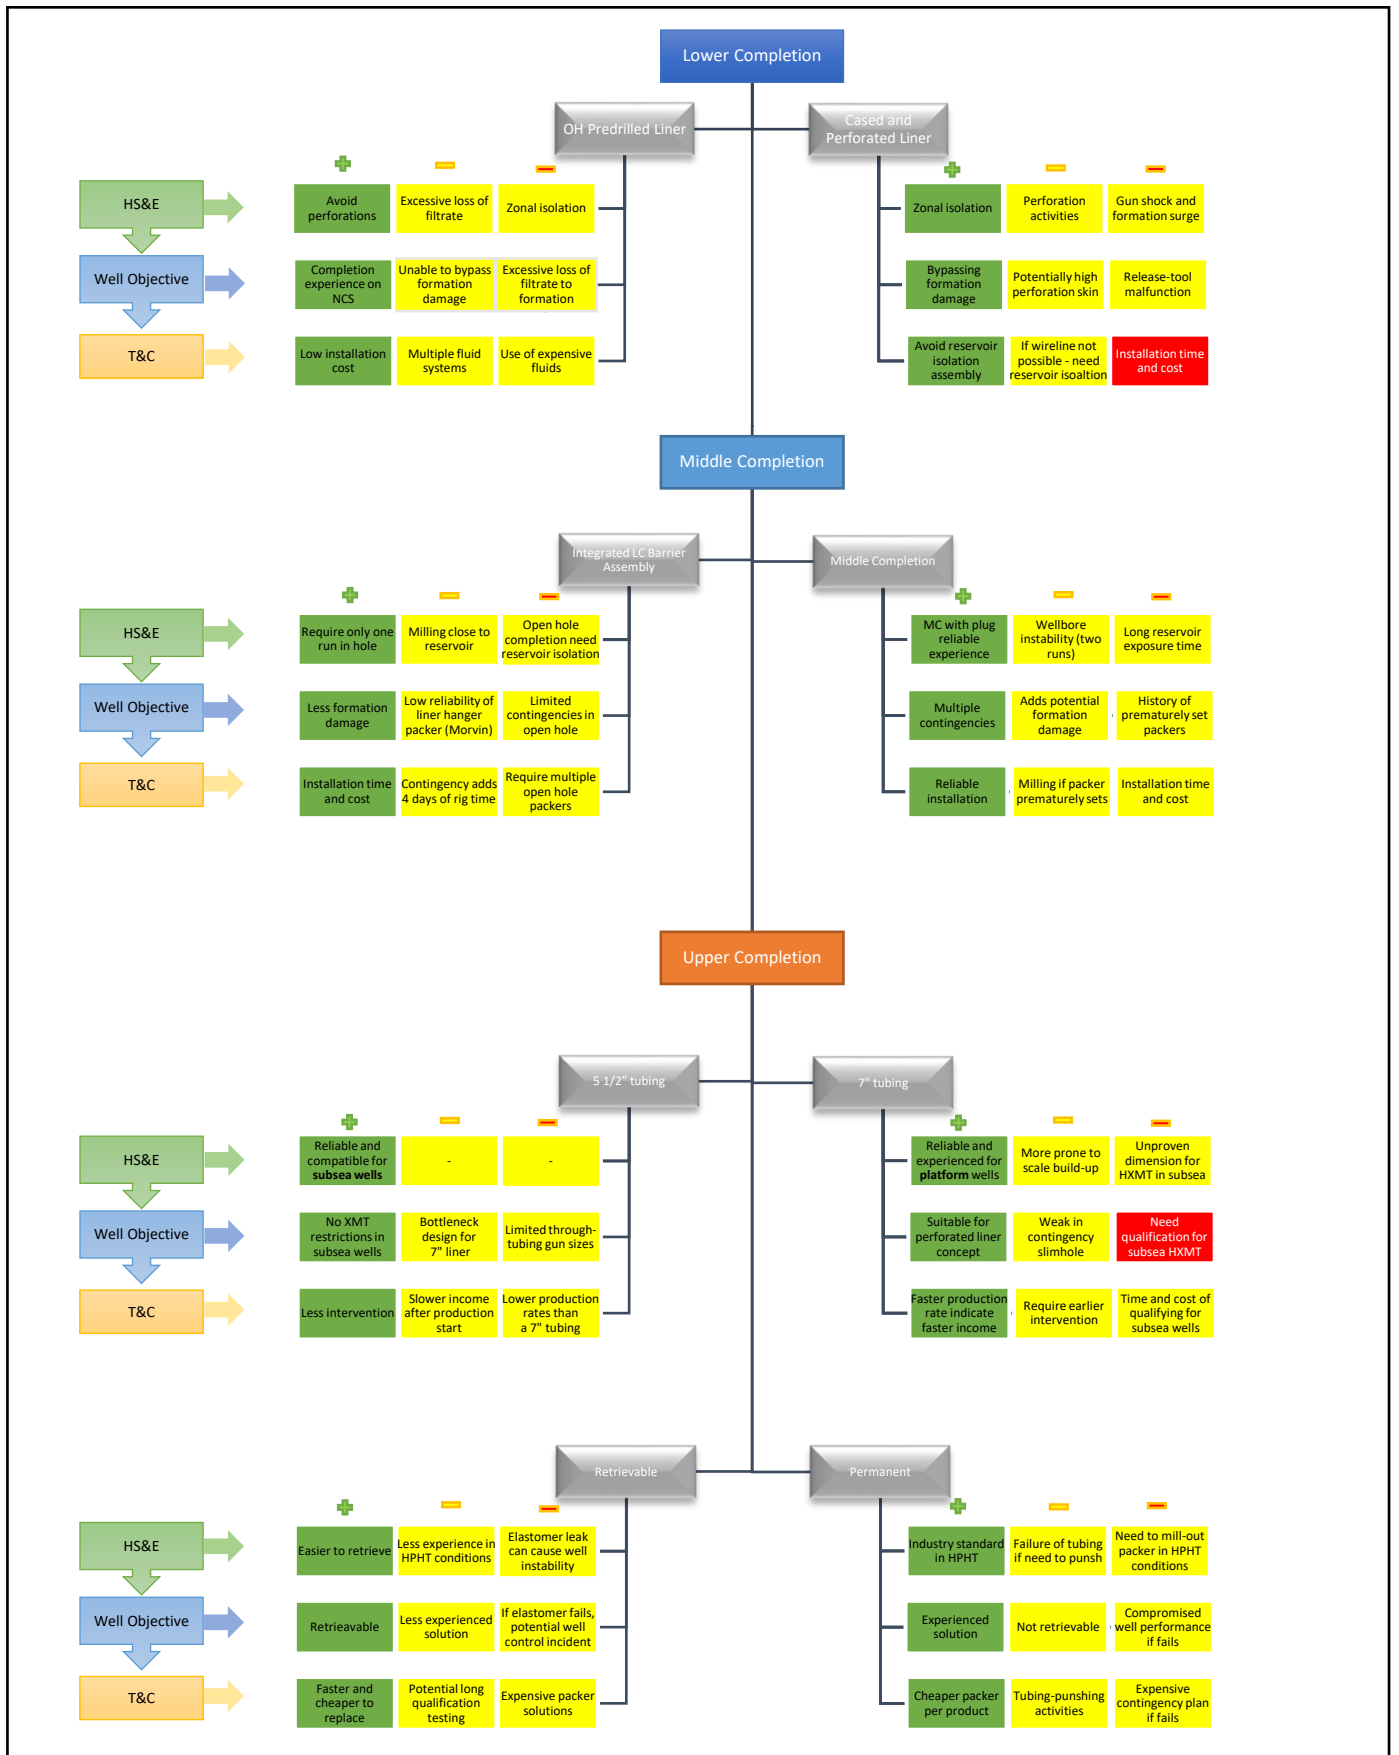 Lower Completion
OH Predrilled Liner
Cased and
Perforated Liner
HS&E
Avoid
perforations
Excessive loss of
filtrate
Zonal isolation
Zonal isolation
Perforation
activities
Gun shock and
formation surge
Well Objective
Completion
experience on
NCS
Unable to bypass
formation
damage
Excessive loss of
filtrate to
formation
Bypassing
formation
damage
Potentially high
perforation skin
Release-tool
malfunction
T&C
Low installation
cost
Multiple fluid
systems
Use of expensive
fluids
Avoid reservoir
isolation
assembly
If wireline not
possible - need
reservoir isoaltion
Installation time
and cost
Middle Completion
Integrated LC Barrier
Assembly
Middle Completion
HS&E
Require only one
run in hole
Milling close to
reservoir
Open hole
completion need
reservoir isolation
MC with plug
reliable
experience
Wellbore
instability (two
runs)
Long reservoir
exposure time
Well Objective
Less formation
damage
Low reliability of
liner hanger
packer (Morvin)
Limited
contingencies in
open hole
Multiple
contingencies
Adds potential
formation
damage
History of
prematurely set
packers
T&C
Installation time
and cost
Contingency adds
4 days of rig time
Require multiple
open hole
packers
Reliable
installation
Milling if packer
prematurely sets
Installation time
and cost
Upper Completion
5 1/2" tubing
7" tubing
HS&E
Reliable and
compatible for
subsea wells
-
-
Reliable and
experienced for
platform wells
More prone to
scale build-up
Unproven
dimension for
HXMT in subsea
Well Objective
No XMT
restrictions in
subsea wells
Bottleneck
design for
7" liner
Limited through-
tubing gun sizes
Suitable for
perforated liner
concept
Weak in
contingency
slimhole
Need
qualification for
subsea HXMT
T&C
Less intervention
Slower income
after production
start
Lower production
rates than
a 7" tubing
Faster production
rate indicate
faster income
Require earlier
intervention
Time and cost of
qualifying for
subsea wells
Retrievable
Permanent
HS&E
Easier to retrieve
Less experience in
HPHT conditions
Elastomer leak
can cause well
instability
Industry standard
in HPHT
Failure of tubing
if need to punsh
Need to mill-out
packer in HPHT
conditions
Well Objective
Retrieavable
Less experienced
solution
If elastomer fails,
potential well
control incident
Experienced
solution
Not retrievable
Compromised
well performance
if fails
T&C
Faster and
cheaper to
replace
Potential long
qualification
testing
Expensive packer
solutions
Cheaper packer
per product
Tubing-punshing
activities
Expensive
contingency plan
if fails